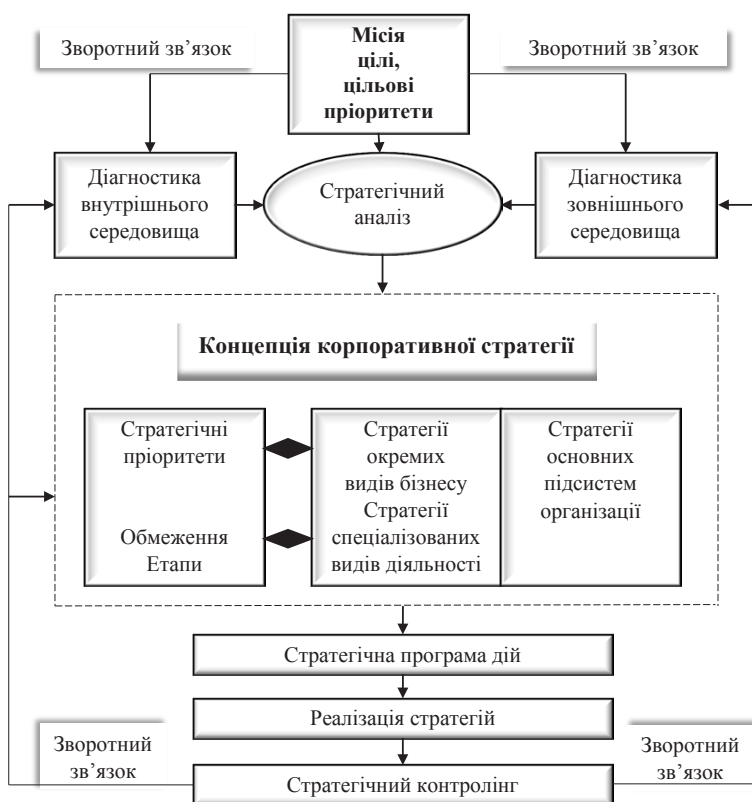 Зворотний зв’язок
Місія
цілі,
цільові
пріоритети
Зворотний зв’язок
Діагностика
внутрішнього
середовища
Стратегічний
аналіз
Діагностика
зовнішнього
середовища
Концепція корпоративної стратегії
Стратегічні
пріоритети
Обмеження
Етапи
Стратегії
окремих
видів бізнесу
Стратегії
спеціалізованих
видів діяльності
Стратегії
основних
підсистем
організації
Стратегічна програма дій
Реалізація стратегій
Зворотний
зв’язок
Стратегічний контролінг
Зворотний
зв’язок